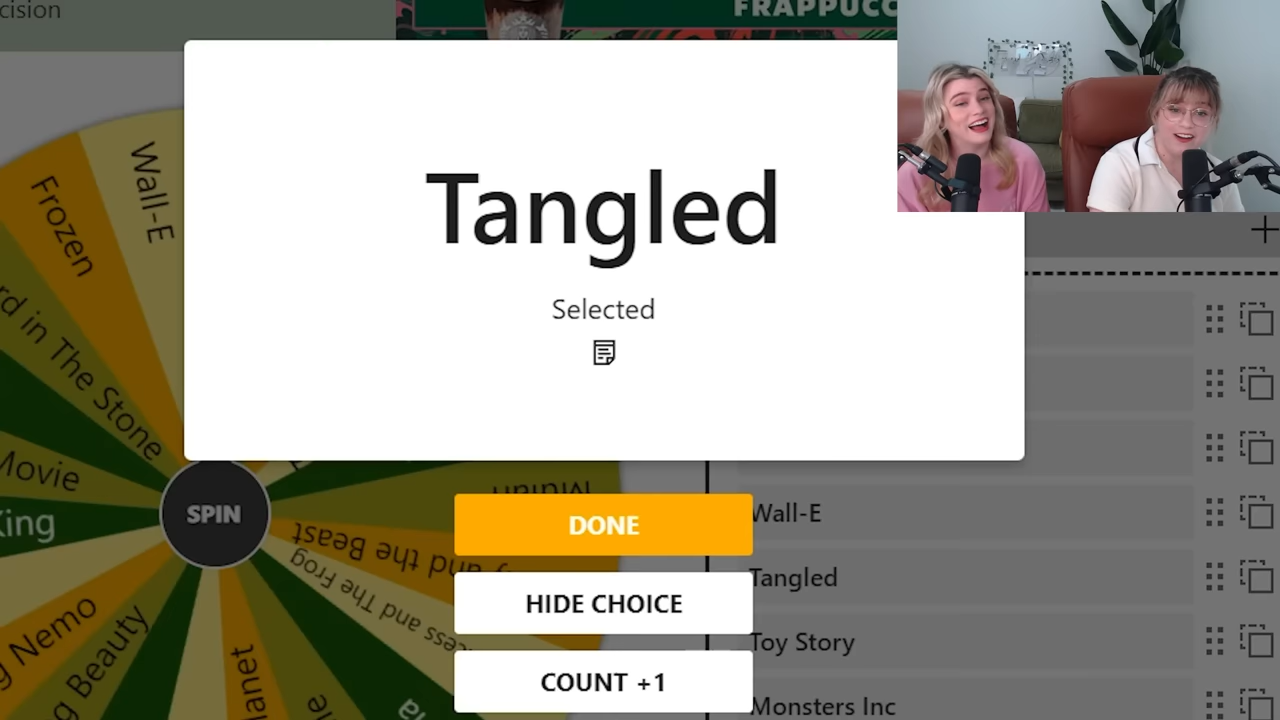 cision
FRAPPUCC
Tangled
Selected
Wall-E
Frozen
rd in The Stone
Movie
King
g Nemo
g Beauty
lanet
SPIN
Mulan
y and the Beast
cess and The Frog
DONE
HIDE CHOICE
COUNT +1
Wall-E
Tangled
Toy Story
Monsters Inc